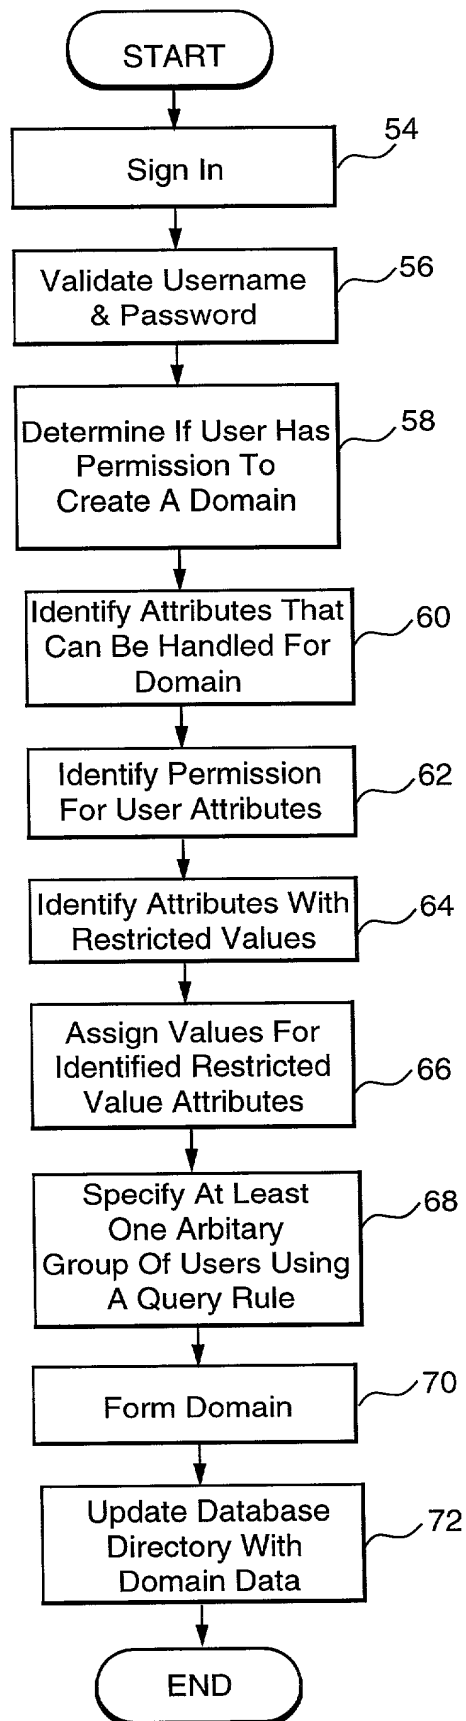 START
54
Sign In
56
Validate Username
& Password
58
Determine If User Has
Permission To
Create A Domain
60
Identify Attributes That
Can Be Handled For
Domain
62
Identify Permission
For User Attributes
64
Identify Attributes With
Restricted Values
66
Assign Values For
Identified Restricted
Value Attributes
68
Specify At Least
One Arbitary
Group Of Users Using
A Query Rule
70
Form Domain
72
Update Database
Directory With
Domain Data
END